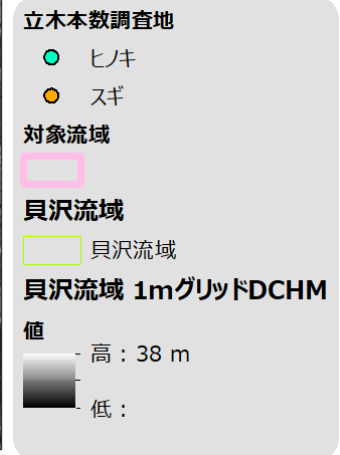 立木本数調査地
ヒノキ
スギ
対象流域
貝沢流域
貝沢流域
貝沢流域 1mグリッドDCHM
値
高 : 38 m
低 :